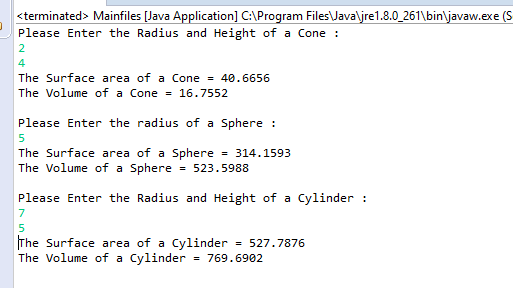 <terminated> Mainfiles [Java Application] C:\Program Files\Java\jre1.8.0_261\bin\javaw.exe (S
Please Enter the Radius and Height of a Cone :
2
4
The Surface area of a Cone = 40.6656
The Volume of a Cone = 16.7552
Please Enter the radius of a Sphere :
5
The Surface area of a Sphere = 314.1593
The Volume of a Sphere = 523.5988
Please Enter the Radius and Height of a Cylinder :
7
5
The Surface area of a Cylinder = 527.7876
The Volume of a Cylinder = 769.6902